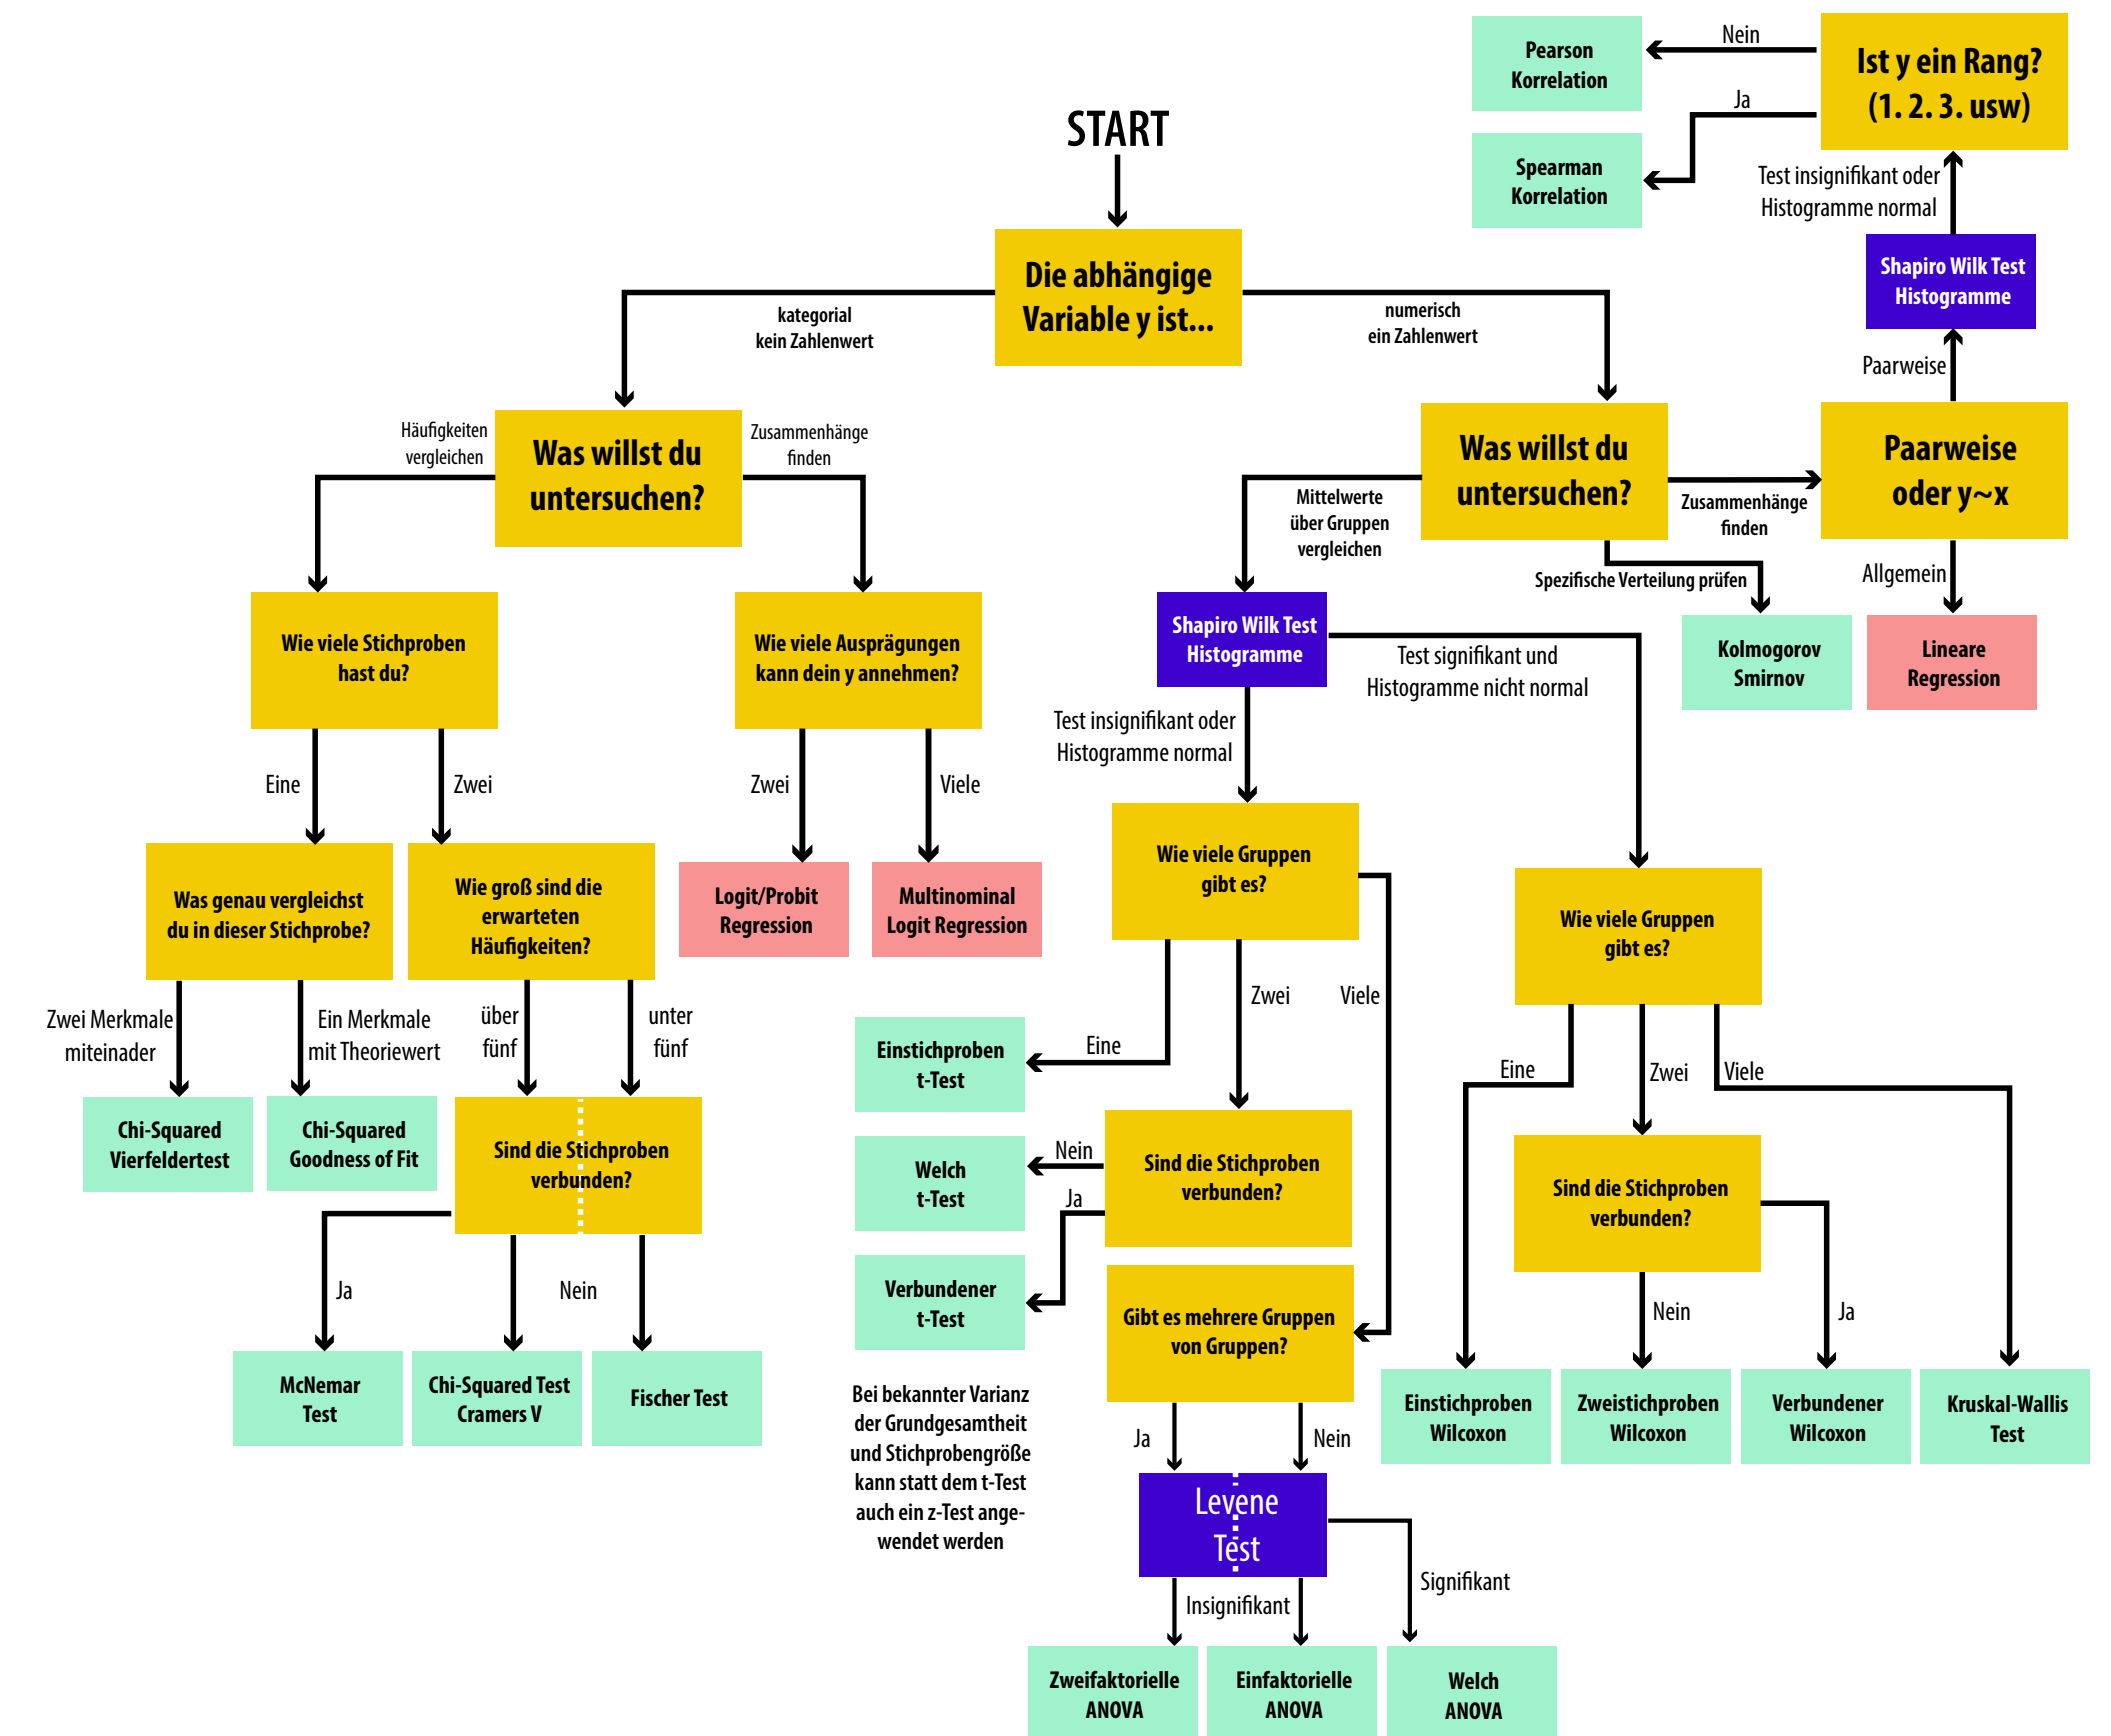 START
Die abhängige
Variable y ist...
kategorial
kein Zahlenwert
numerisch
ein Zahlenwert
Pearson
Korrelation
Nein
Ist y ein Rang?
(1. 2. 3. usw)
Ja
Spearman
Korrelation
Test insignifikant oder
Histogramme normal
Shapiro Wilk Test
Histogramme
Paarweise
Häufigkeiten
vergleichen
Was willst du
untersuchen?
Zusammenhänge
finden
Was willst du
untersuchen?
Mittelwerte
über Gruppen
vergleichen
Zusammenhänge
finden
Paarweise
oder y~x
Spezifische Verteilung prüfen
Allgemein
Kolmogorov
Smirnov
Lineare
Regression
Wie viele Stichproben
hast du?
Wie viele Ausprägungen
kann dein y annehmen?
Shapiro Wilk Test
Histogramme
Test signifikant und
Histogramme nicht normal
Test insignifikant oder
Histogramme normal
Eine
Zwei
Zwei
Viele
Was genau vergleichst
du in dieser Stichprobe?
Wie groß sind die
erwarteten
Häufigkeiten?
Logit/Probit
Regression
Multinominal
Logit Regression
Wie viele Gruppen
gibt es?
Wie viele Gruppen
gibt es?
Zwei Merkmale
miteinader
Ein Merkmale
mit Theoriewert
über
fünf
unter
fünf
Zwei
Viele
Eine
Einstichproben
t-Test
Eine
Zwei
Viele
Chi-Squared
Vierfeldertest
Chi-Squared
Goodness of Fit
Sind die Stichproben
verbunden?
Nein
Welch
t-Test
Ja
Sind die Stichproben
verbunden?
Sind die Stichproben
verbunden?
Verbundener
t-Test
Gibt es mehrere Gruppen
von Gruppen?
Ja
Nein
Nein
Ja
McNemar
Test
Chi-Squared Test
Cramers V
Fischer Test
Bei bekannter Varianz
der Grundgesamtheit
und Stichprobengröße
kann statt dem t-Test
auch ein z-Test ange-
wendet werden
Ja
Nein
Einstichproben
Wilcoxon
Zweistichproben
Wilcoxon
Verbundener
Wilcoxon
Kruskal-Wallis
Test
Levene
Test
Insignifikant
Signifikant
Zweifaktorielle
ANOVA
Einfaktorielle
ANOVA
Welch
ANOVA